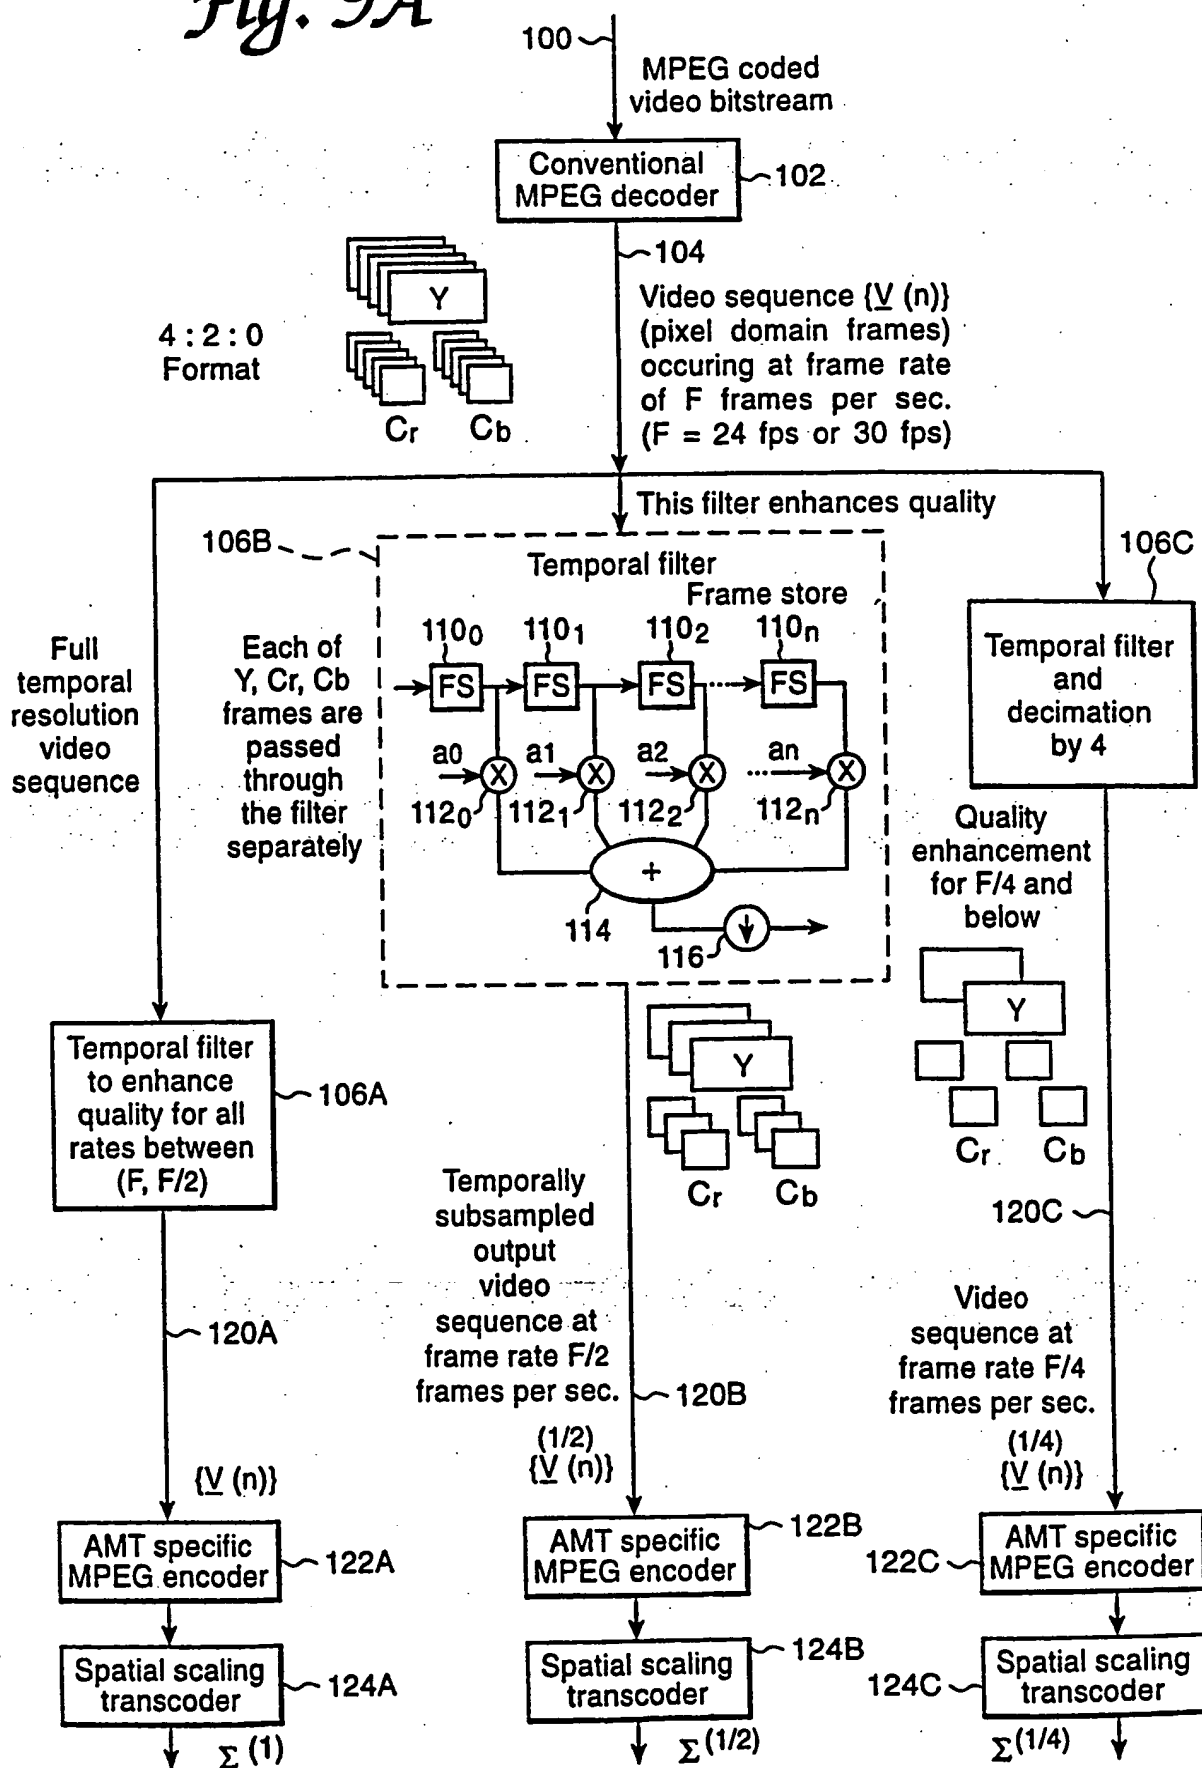 Fig. 9A
100
MPEG coded
video bitstream
Conventional
MPEG decoder
102
104
Y
4 : 2 : 0
Format
Cr
Cb
Video sequence {V (n)}
(pixel domain frames)
occuring at frame rate
of F frames per sec.
(F = 24 fps or 30 fps)
This filter enhances quality
106B
106C
Temporal filter
Frame store
110₀
110₁
110₂
110ₙ
FS
FS
FS
FS
Full
temporal
resolution
video
sequence
Each of
Y, Cr, Cb
frames are
passed
through
the filter
separately
a0
a1
a2
an
X
X
X
X
112₀
112₁
112₂
112ₙ
+
114
116
Temporal filter
and
decimation
by 4
Quality
enhancement
for F/4 and
below
Y
Cr
Cb
Y
Cr
Cb
Temporal filter
to enhance
quality for all
rates between
(F, F/2)
106A
120A
Temporally
subsampled
output
video
sequence at
frame rate F/2
frames per sec.
120B
120C
Video
sequence at
frame rate F/4
frames per sec.
{V (n)}
(1/2)
{V (n)}
(1/4)
{V (n)}
AMT specific
MPEG encoder
122A
AMT specific
MPEG encoder
122B
122C
AMT specific
MPEG encoder
Spatial scaling
transcoder
124A
Spatial scaling
transcoder
124B
124C
Spatial scaling
transcoder
Σ(1)
Σ(1/2)
Σ(1/4)